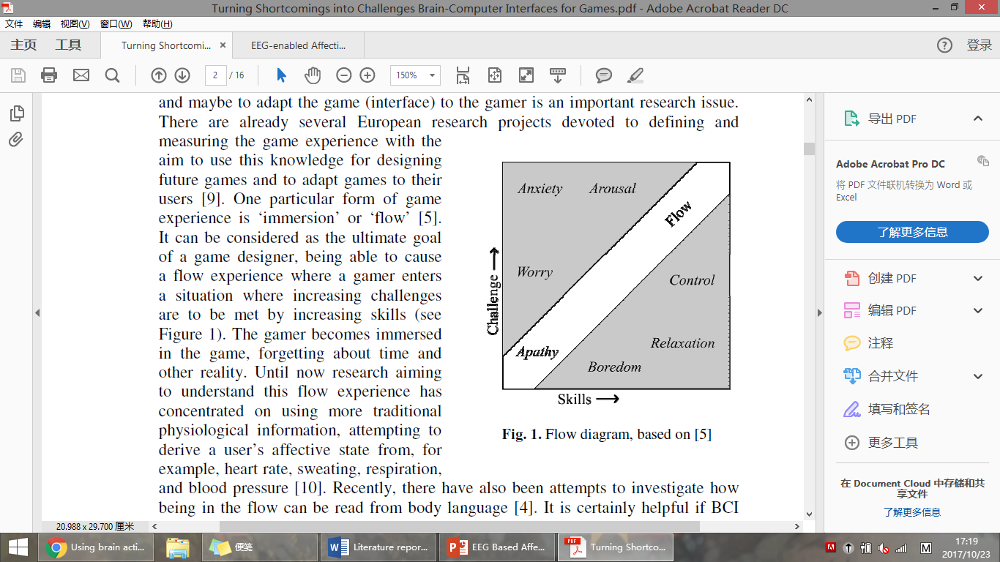 Turning Shortcomings into Challenges Brain-Computer Interfaces for Games.pdf - Adobe Acrobat Reader DC
文件 编辑 视图(V) 窗口(W) 帮助(H)
主页 工具 Turning Shortcomi... × EEG-enabled Affecti... 登录
2 / 16 150%
and maybe to adapt the game (interface) to the gamer is an important research issue.
There are already several European research projects devoted to defining and
measuring the game experience with the
aim to use this knowledge for designing
future games and to adapt games to their
users [9]. One particular form of game
experience is ‘immersion’ or ‘flow’ [5].
It can be considered as the ultimate goal
of a game designer, being able to cause
a flow experience where a gamer enters
a situation where increasing challenges
are to be met by increasing skills (see
Figure 1). The gamer becomes immersed
in the game, forgetting about time and
other reality. Until now research aiming
to understand this flow experience has
concentrated on using more traditional
physiological information, attempting to
derive a user’s affective state from, for
example, heart rate, sweating, respiration,
and blood pressure [10]. Recently, there have also been attempts to investigate how
being in the flow can be read from body language [4]. It is certainly helpful if BCI
Anxiety Arousal
Flow
Worry
Control
Challenge
Relaxation
Apathy
Boredom
Skills
Fig. 1. Flow diagram, based on [5]
导出 PDF
Adobe Acrobat Pro DC
将 PDF 文件联机转换为 Word 或
Excel
了解更多信息
创建 PDF
编辑 PDF
注释
合并文件
填写和签名
更多工具
在 Document Cloud 中存储和共
享文件
了解更多信息
20.988 x 29.700 厘米
Using brain acti... 便笺 Literature repor... EEG Based Affe... Turning Shortco... M 17:19
2017/10/23